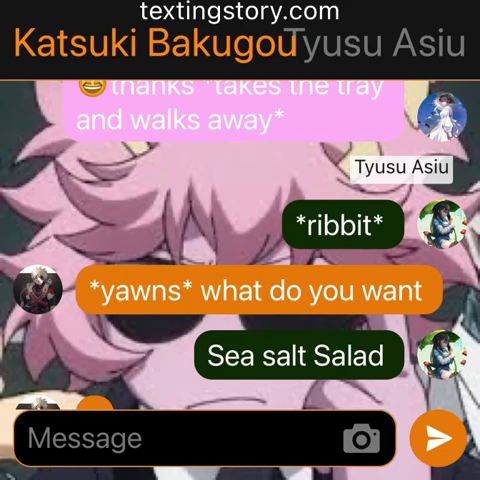 textingstory.com
Katsuki Bakugou Tyusu Asiu
🤩thanks *takes the tray
and walks away*
Tyusu Asiu
*ribbit*
*yawns* what do you want
Sea salt Salad
Message